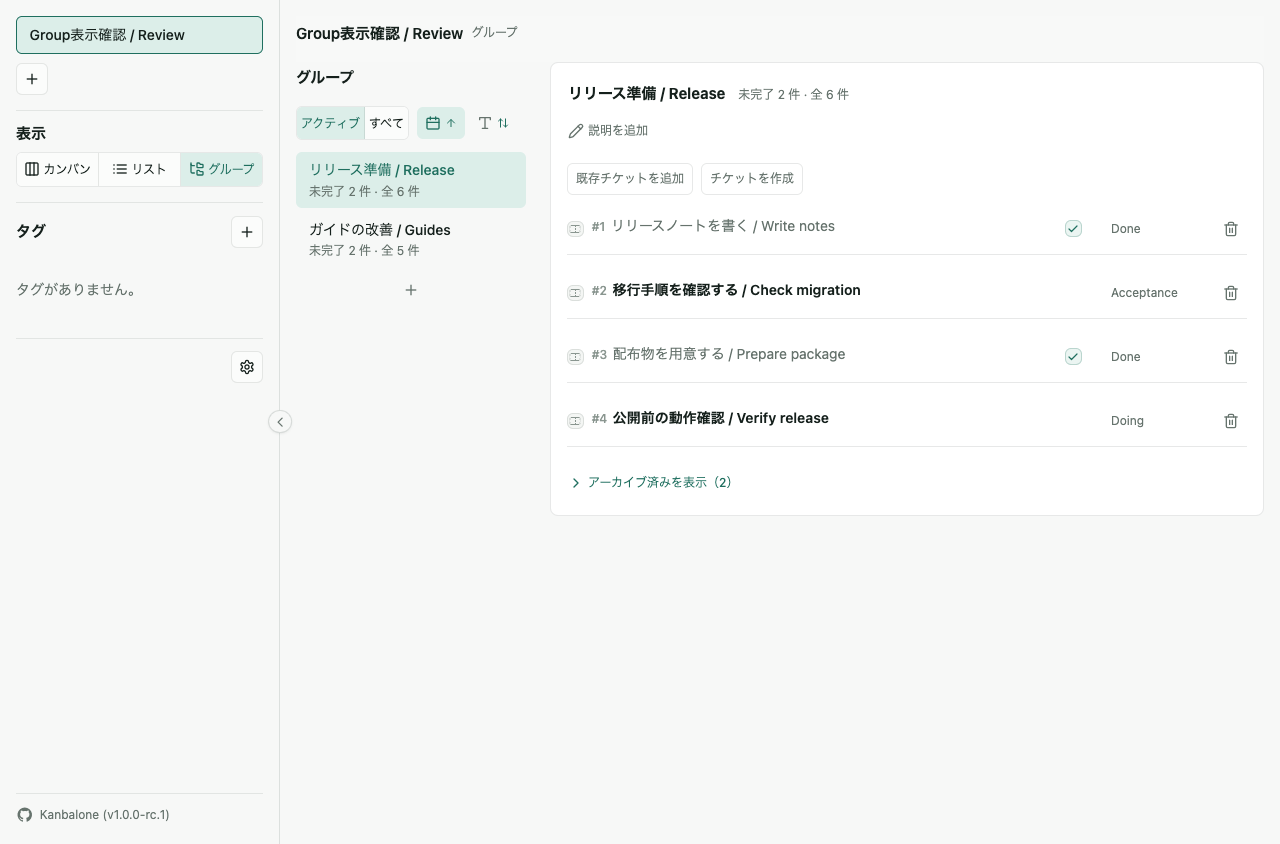 Group表示確認 / Review
表示
カンバン リスト グループ
タグ
タグがありません。
Kanbalone (v1.0.0-rc.1)
Group表示確認 / Review グループ
グループ
アクティブ すべて
リリース準備 / Release
未完了 2 件 · 全 6 件
ガイドの改善 / Guides
未完了 2 件 · 全 5 件
リリース準備 / Release 未完了 2 件 · 全 6 件
説明を追加
既存チケットを追加 チケットを作成
#1 リリースノートを書く / Write notes Done
#2 移行手順を確認する / Check migration Acceptance
#3 配布物を用意する / Prepare package Done
#4 公開前の動作確認 / Verify release Doing
アーカイブ済みを表示（2）